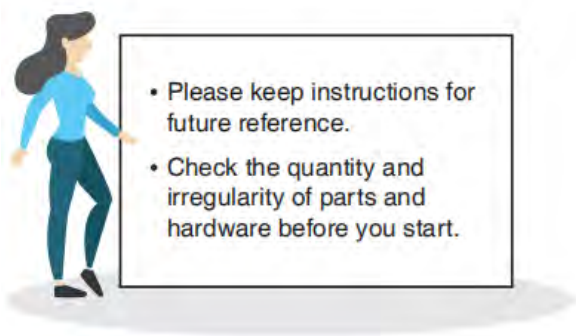 • Please keep instructions for
future reference.
• Check the quantity and
irregularity of parts and
hardware before you start.